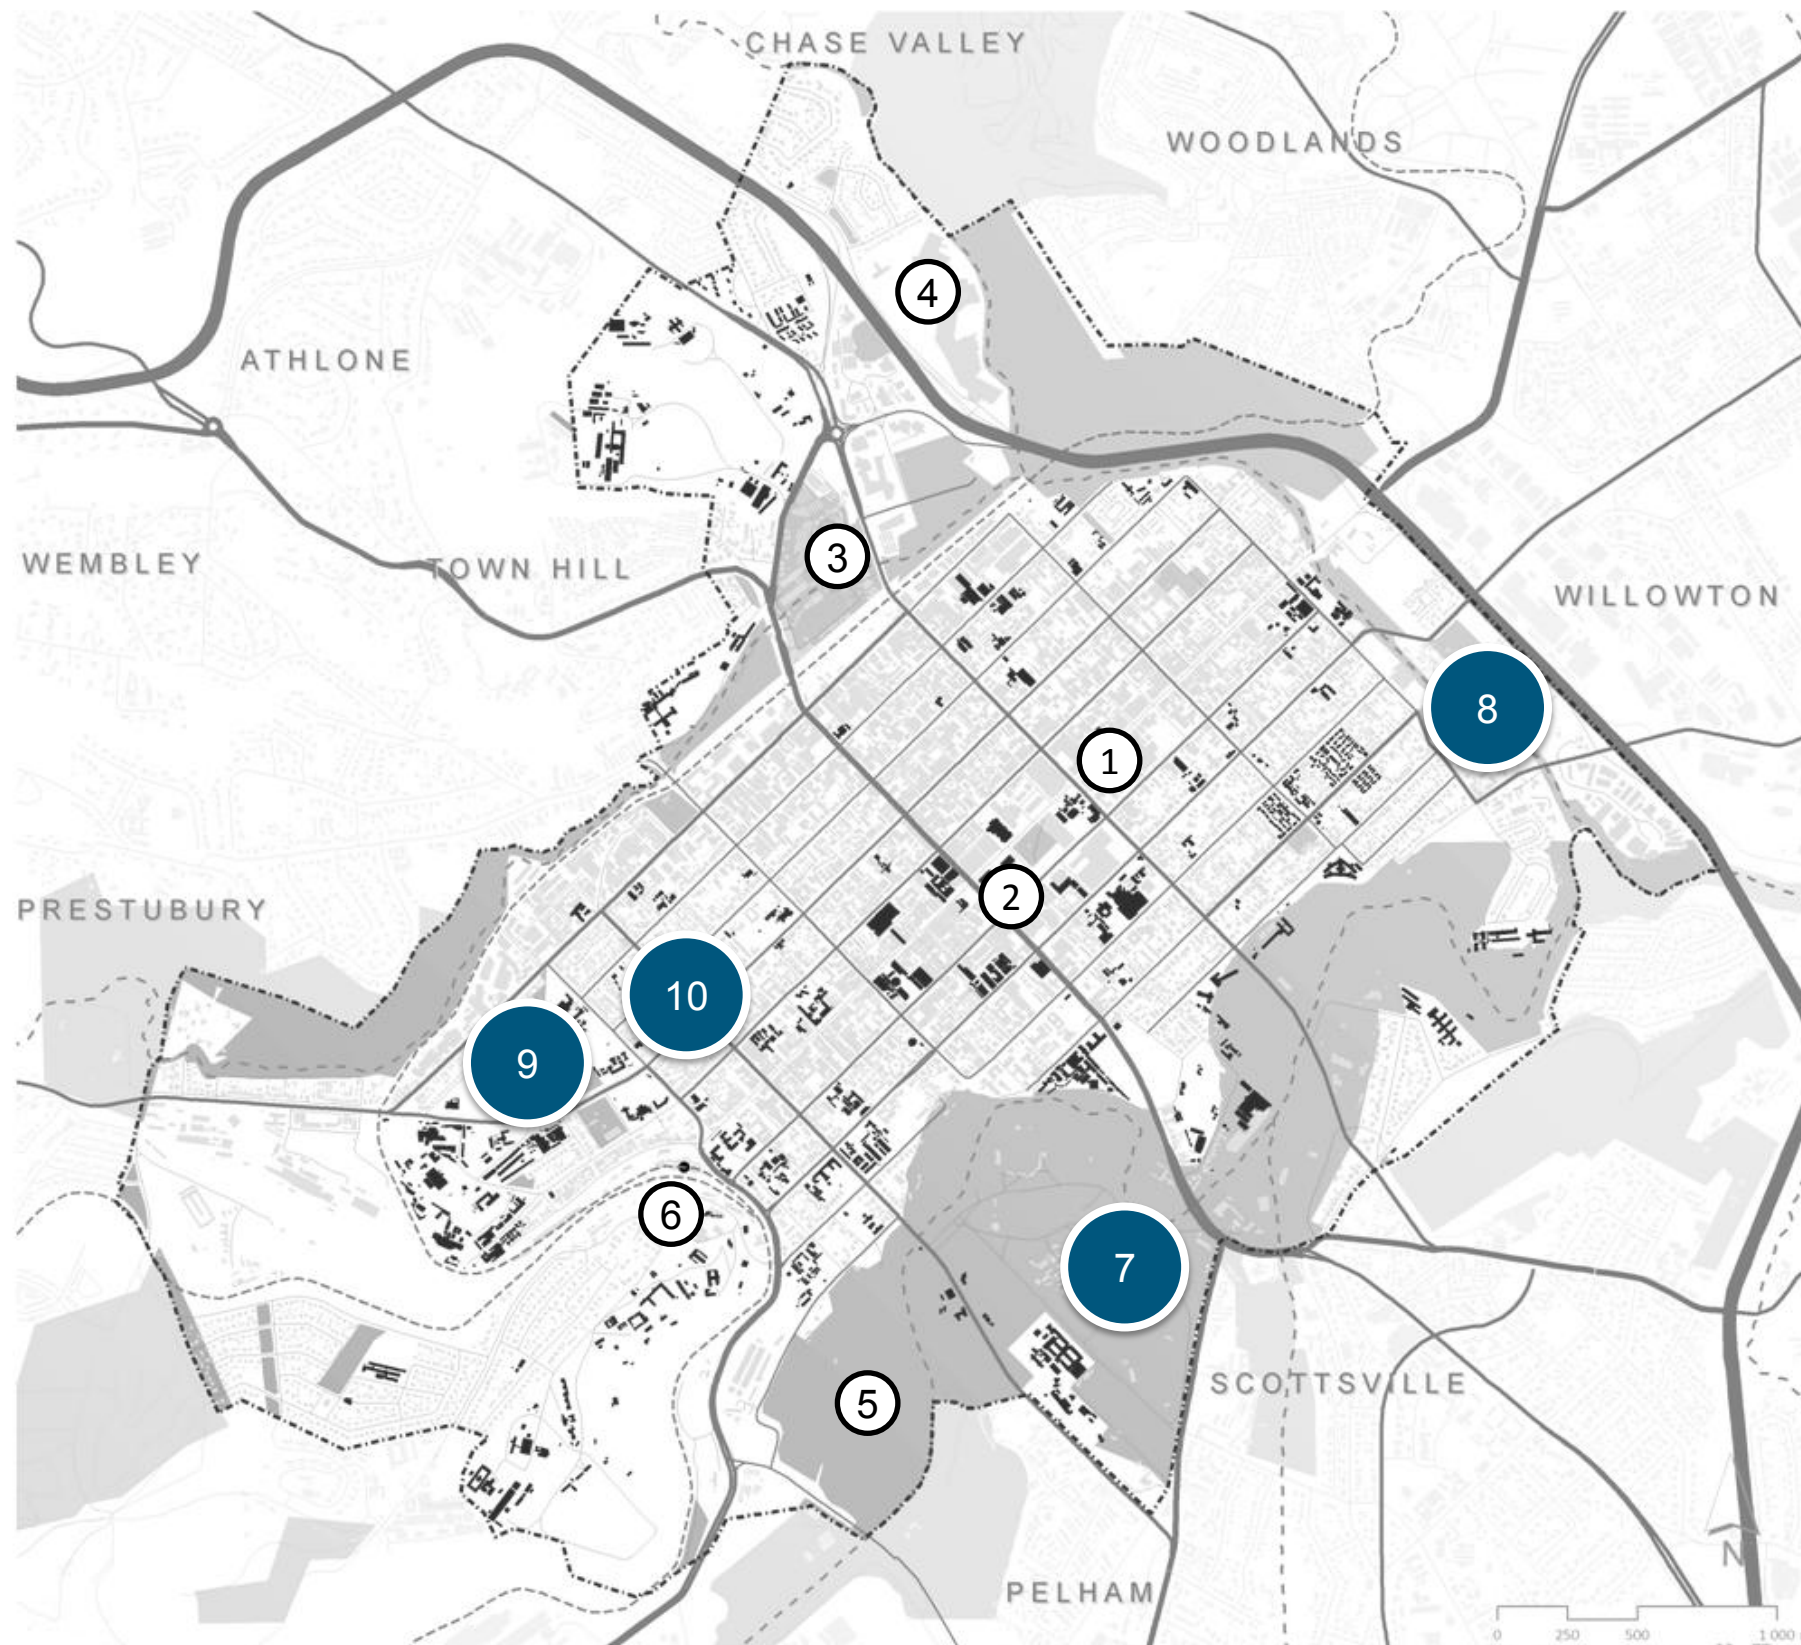 CHASE VALLEY
WOODLANDS
4
ATHLONE
3
WEMBLEY
TOWN HILL
WILLOWTON
8
1
2
PRESTUBURY
10
9
6
7
5
SCOTTSVILLE
N
PELHAM
0 250 500 1 000